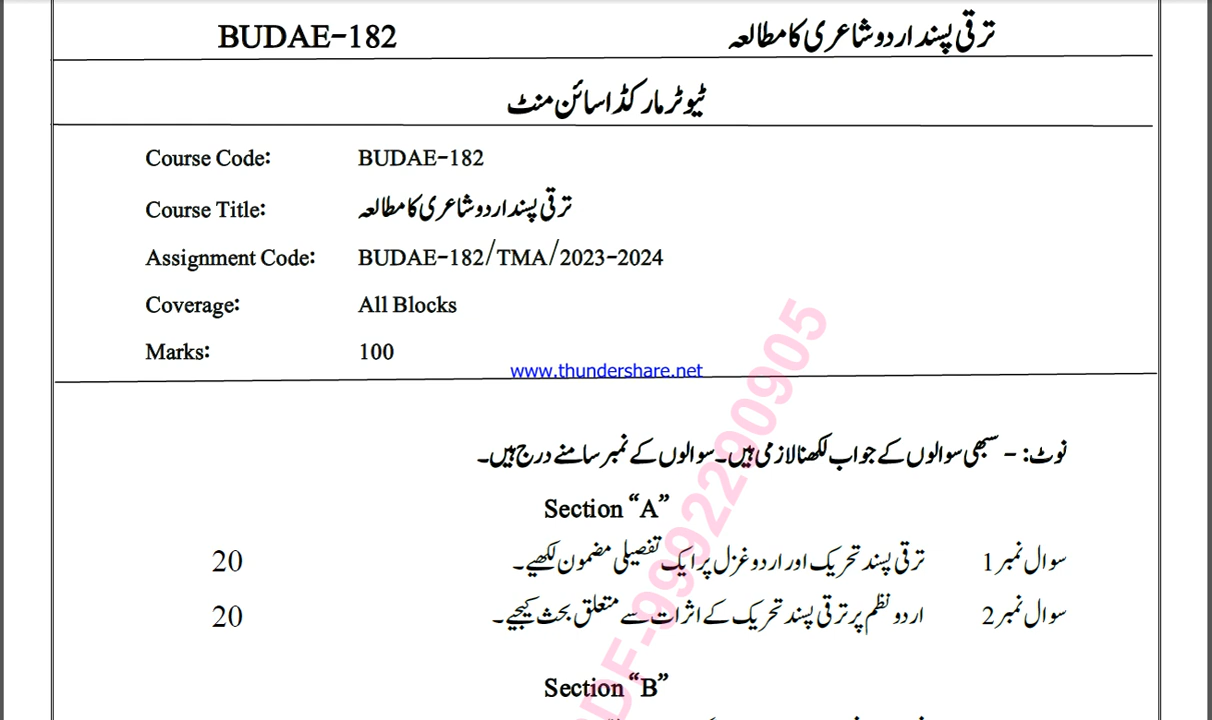 BUDAE-182 ترقی پسند اردو شاعری کا مطالعہ
ٹیوٹر مارکڈ اسائن منٹ
Course Code: BUDAE-182
Course Title: ترقی پسند اردو شاعری کا مطالعہ
Assignment Code: BUDAE-182/TMA/2023-2024
Coverage: All Blocks
Marks: 100
www.thundershare.net
نوٹ: - سبھی سوالوں کے جواب لکھنا لازمی ہیں۔ سوالوں کے نمبر سامنے درج ہیں۔
Section “A”
سوال نمبر 1 ترقی پسند تحریک اور اردو غزل پر ایک تفصیلی مضمون لکھیے۔ 20
سوال نمبر 2 اردو نظم پر ترقی پسند تحریک کے اثرات سے متعلق بحث کیجیے۔ 20
Section “B”
PDF-9992290905